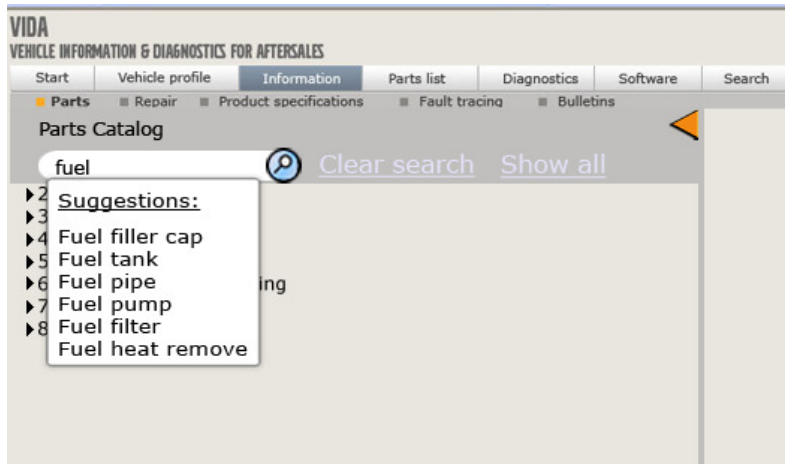 VIDA
VEHICLE INFORMATION & DIAGNOSTICS FOR AFTERSALES
Start Vehicle profile Information Parts list Diagnostics Software Search
Parts Repair Product specifications Fault tracing Bulletins
Parts Catalog
fuel Clear search Show all
2
Suggestions:
3
4 Fuel filler cap
5 Fuel tank
6 Fuel pipe ing
7 Fuel pump
8 Fuel filter
Fuel heat remove